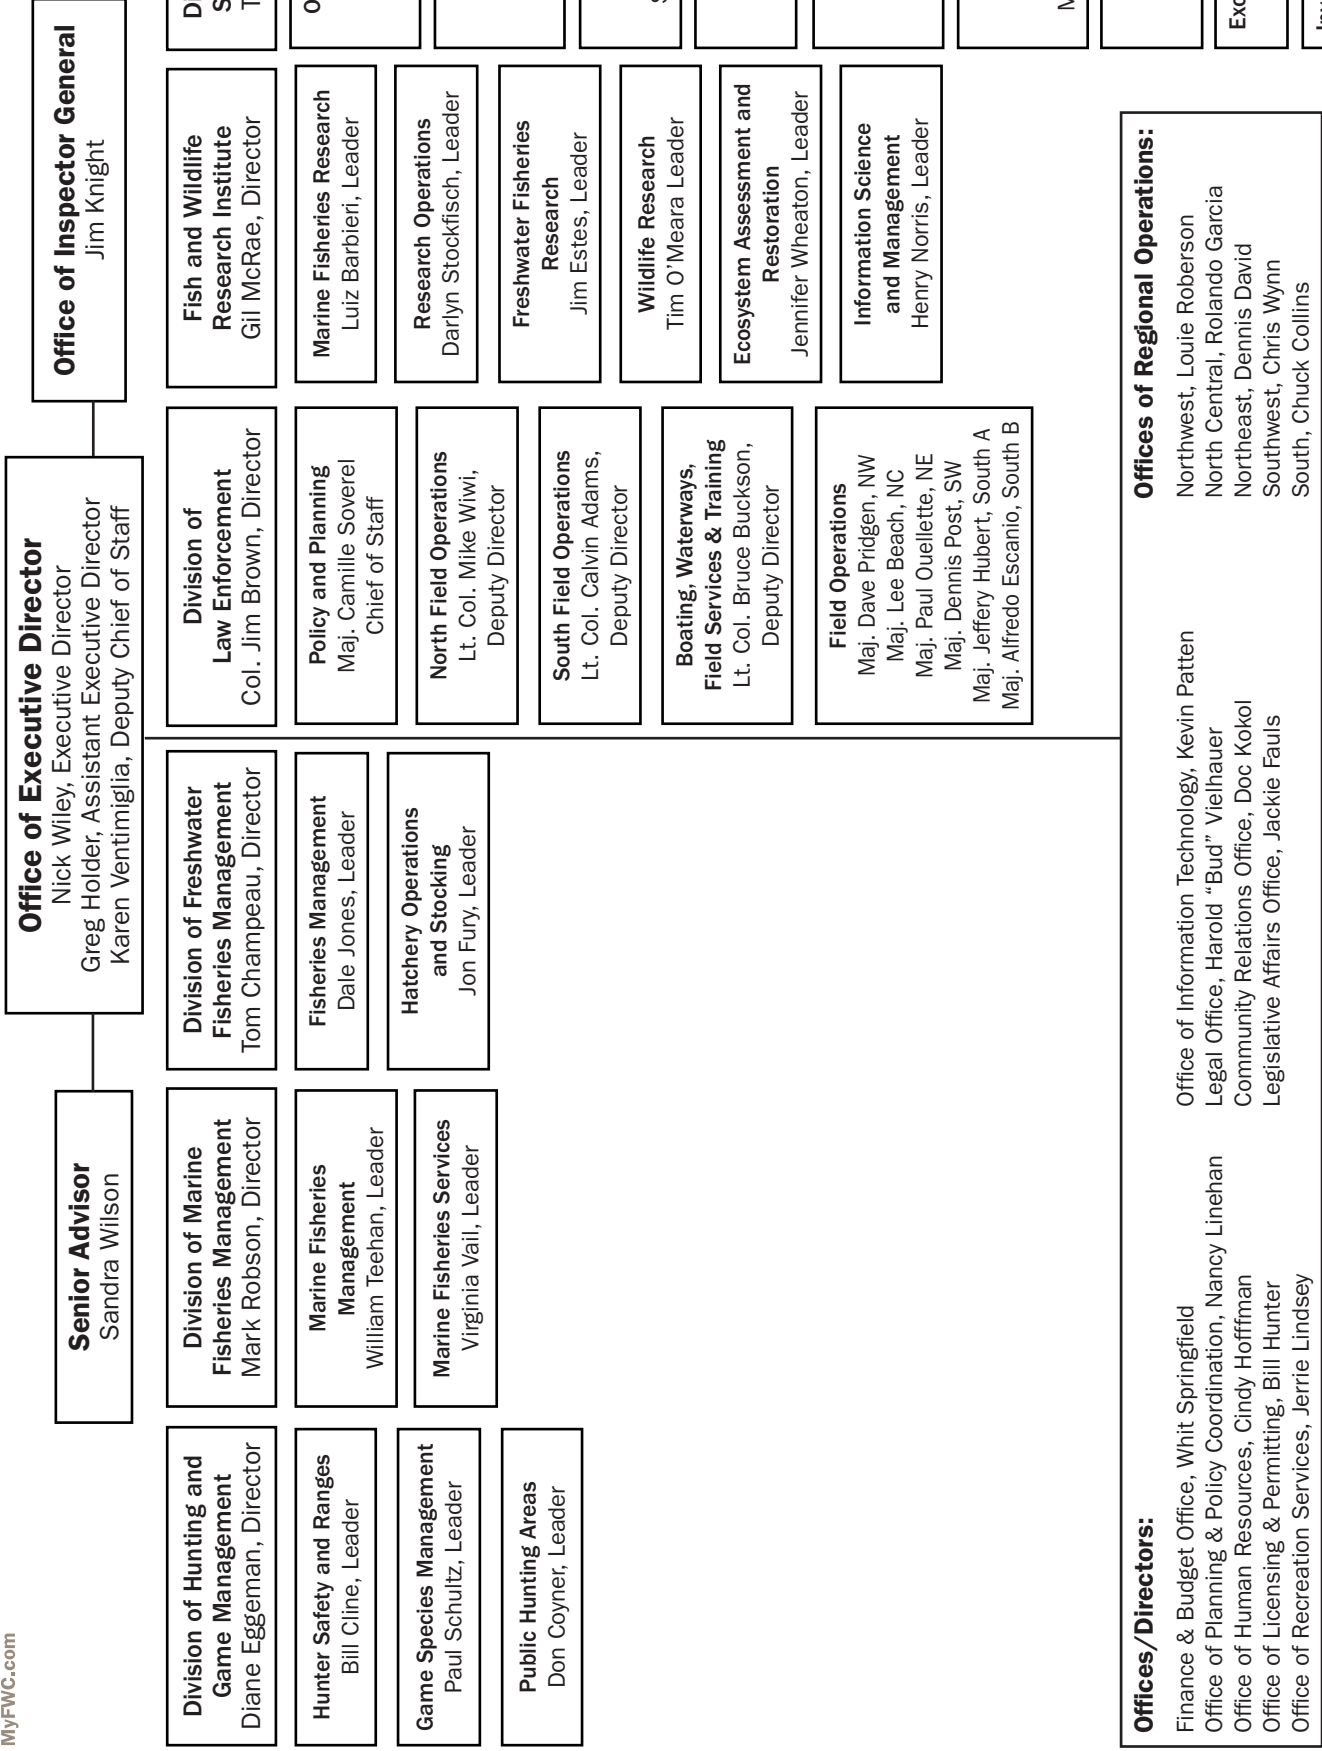 MyFWC.com
Office of Executive Director
Nick Wiley, Executive Director
Greg Holder, Assistant Executive Director
Karen Ventimiglia, Deputy Chief of Staff
Senior Advisor
Sandra Wilson
Office of Inspector General
Jim Knight
Division of Hunting and
Game Management
Diane Eggeman, Director
Hunter Safety and Ranges
Bill Cline, Leader
Game Species Management
Paul Schultz, Leader
Public Hunting Areas
Don Coyner, Leader
Division of Marine
Fisheries Management
Mark Robson, Director
Marine Fisheries
Management
William Teehan, Leader
Marine Fisheries Services
Virginia Vail, Leader
Division of Freshwater
Fisheries Management
Tom Champeau, Director
Fisheries Management
Dale Jones, Leader
Hatchery Operations
and Stocking
Jon Fury, Leader
Division of
Law Enforcement
Col. Jim Brown, Director
Policy and Planning
Maj. Camille Soverel
Chief of Staff
North Field Operations
Lt. Col. Mike Wiwi,
Deputy Director
South Field Operations
Lt. Col. Calvin Adams,
Deputy Director
Boating, Waterways,
Field Services & Training
Lt. Col. Bruce Buckson,
Deputy Director
Field Operations
Maj. Dave Pridgen, NW
Maj. Lee Beach, NC
Maj. Paul Ouellette, NE
Maj. Dennis Post, SW
Maj. Jeffery Hubert, South A
Maj. Alfredo Escanio, South B
Fish and Wildlife
Research Institute
Gil McRae, Director
Marine Fisheries Research
Luiz Barbieri, Leader
Research Operations
Darlyn Stockfisch, Leader
Freshwater Fisheries
Research
Jim Estes, Leader
Wildlife Research
Tim O'Meara Leader
Ecosystem Assessment and
Restoration
Jennifer Wheaton, Leader
Information Science
and Management
Henry Norris, Leader
Offices/Directors:
Finance & Budget Office, Whit Springfield
Office of Planning & Policy Coordination, Nancy Linehan
Office of Human Resources, Cindy Hofffman
Office of Licensing & Permitting, Bill Hunter
Office of Recreation Services, Jerrie Lindsey
Office of Information Technology, Kevin Patten
Legal Office, Harold “Bud” Vielhauer
Community Relations Office, Doc Kokol
Legislative Affairs Office, Jackie Fauls
Offices of Regional Operations:
Northwest, Louie Roberson
North Central, Rolando Garcia
Northeast, Dennis David
Southwest, Chris Wynn
South, Chuck Collins